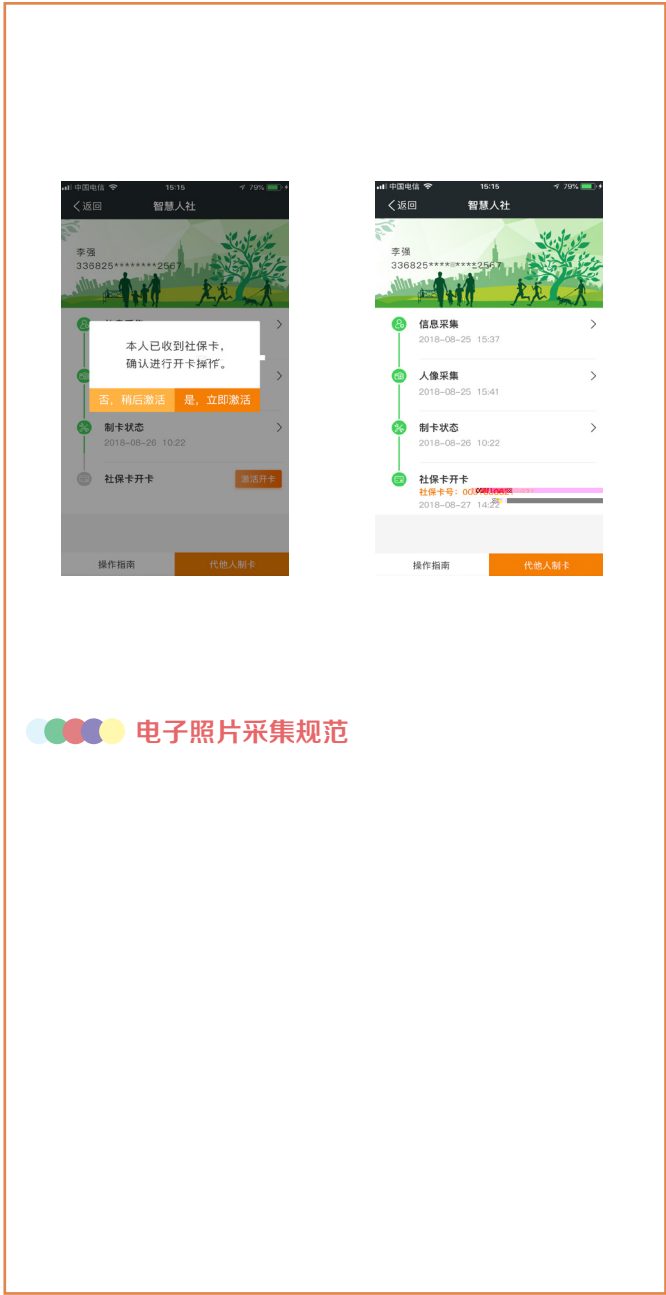 中国电信 15:15 79%
返回 智慧人社
李强
336825********2567
本人已收到社保卡，
确认进行开卡操作。
否，稍后激活 是，立即激活
制卡状态
2018-08-26 10:22
社保卡开卡 激活开卡
操作指南 代他人制卡
中国电信 15:15 79%
返回 智慧人社
李强
336825********2567
信息采集
2018-08-25 15:37
人像采集
2018-08-25 15:41
制卡状态
2018-08-26 10:22
社保卡开卡
社保卡号：
2018-08-27 14:22
操作指南 代他人制卡
电子照片采集规范